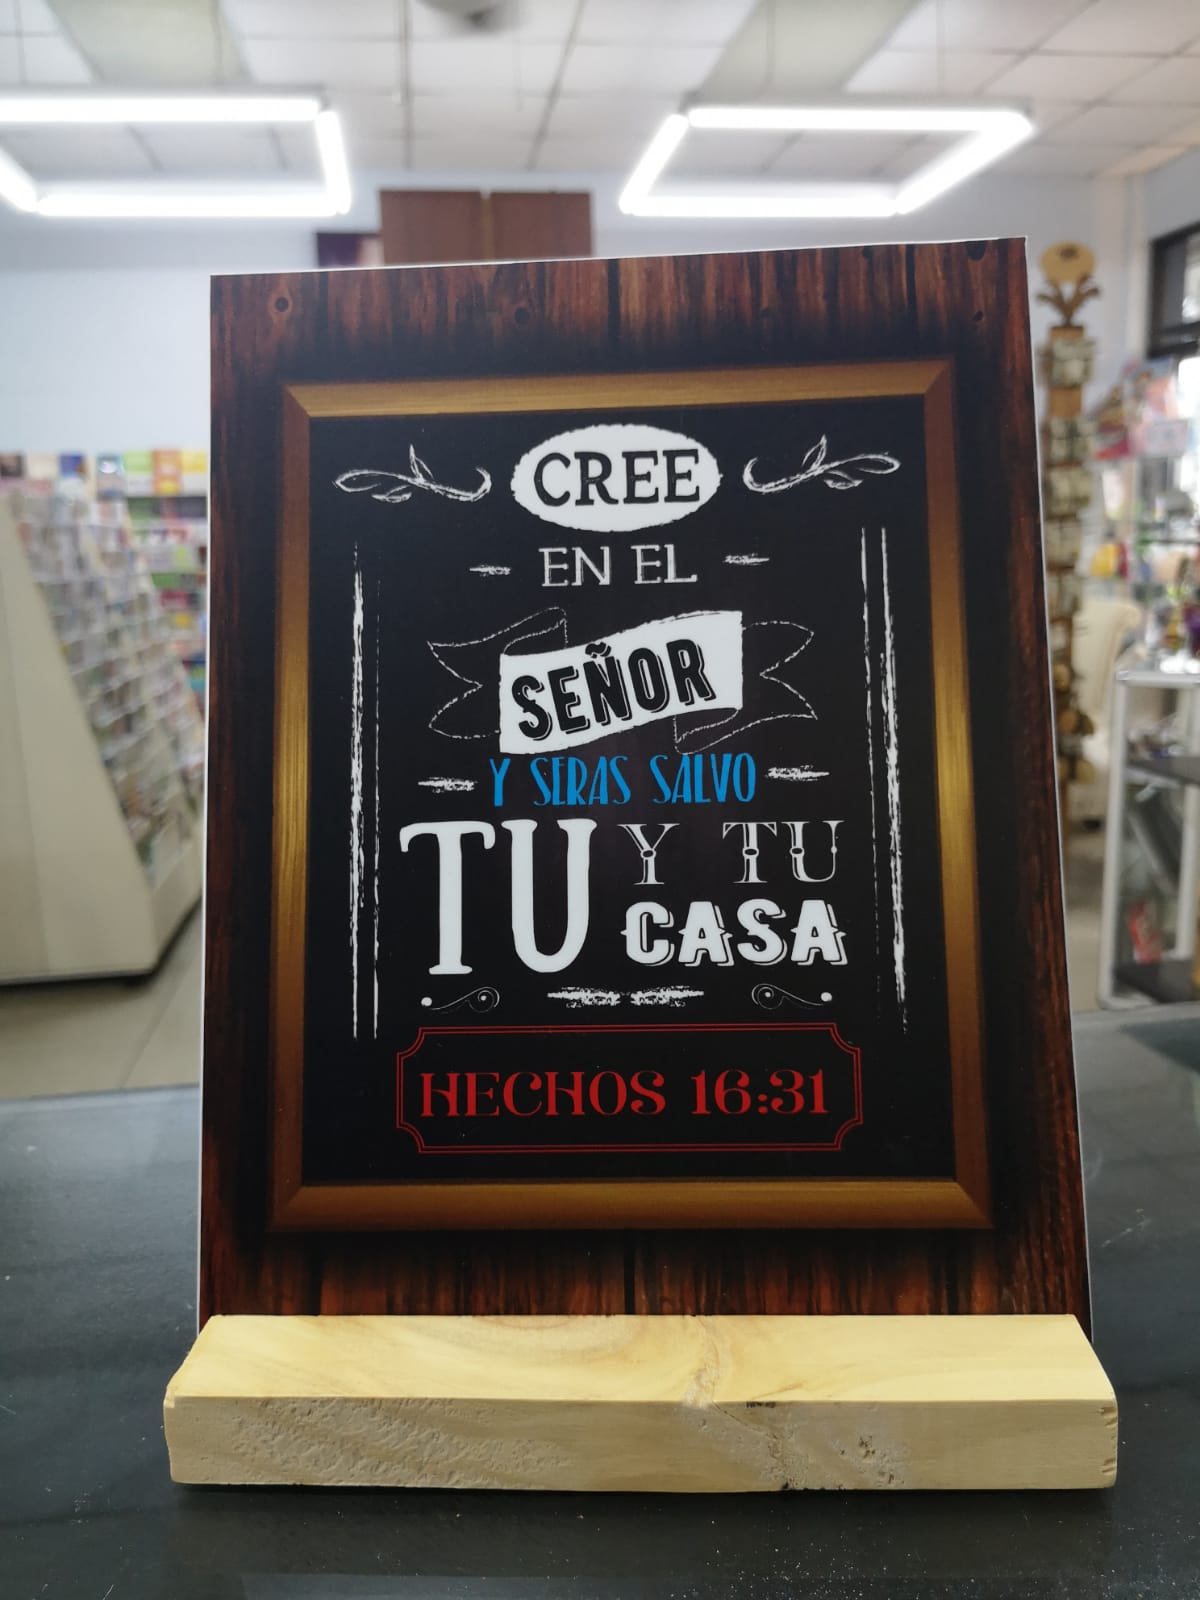 CREE
EN EL
SEÑOR
Y SERAS SALVO
TU Y TU
CASA
HECHOS 16:31